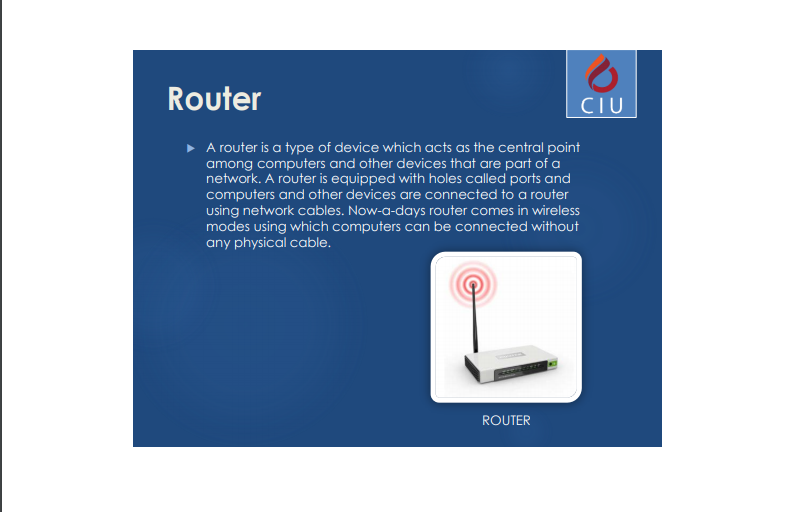 Router
CIU
A router is a type of device which acts as the central point
among computers and other devices that are part of a
network. A router is equipped with holes called ports and
computers and other devices are connected to a router
using network cables. Now-a-days router comes in wireless
modes using which computers can be connected without
any physical cable.
ROUTER